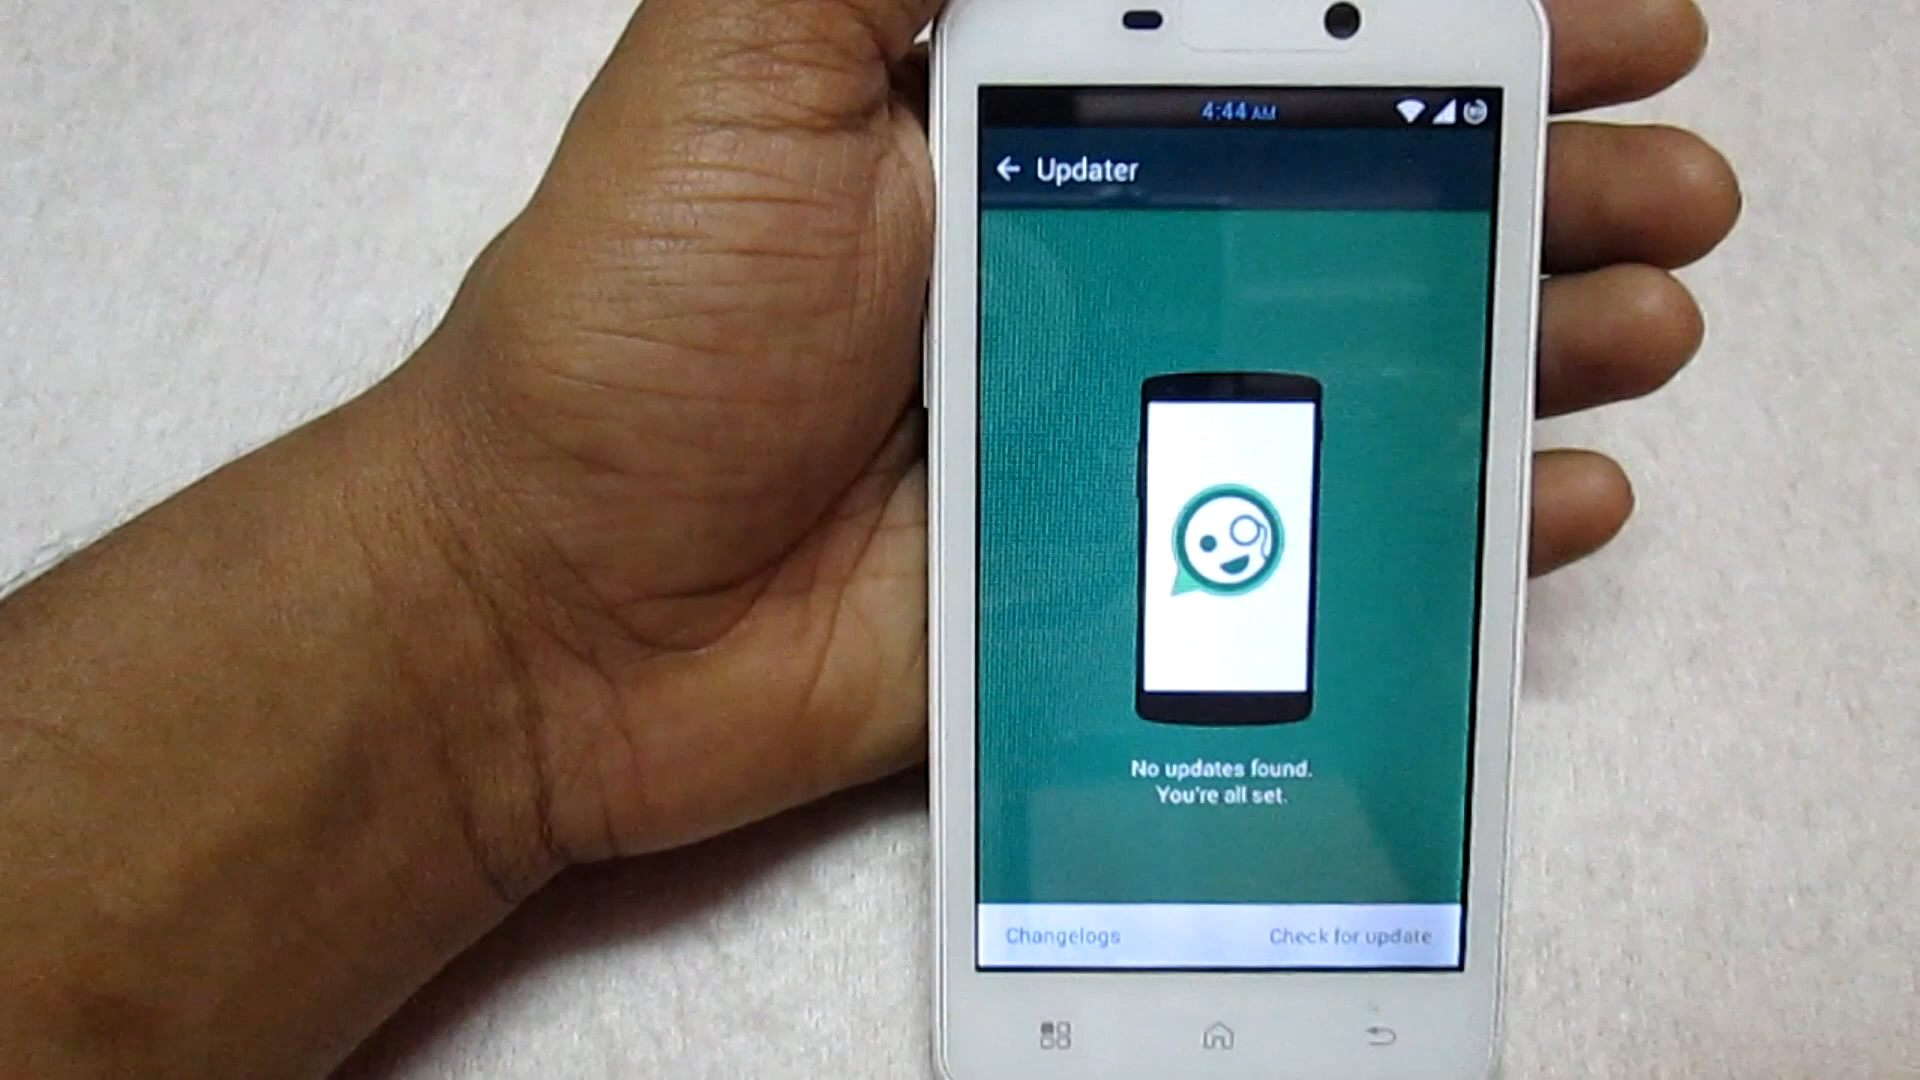 4:44 AM
Updater
No updates found.
You're all set.
Changelogs
Check for update